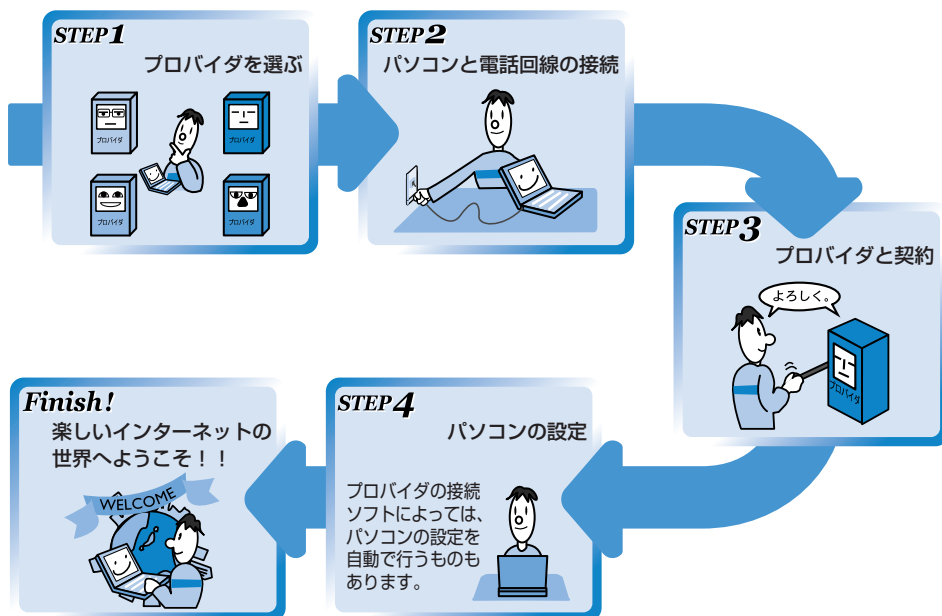 STEP1
プロバイダを選ぶ
プロバイダ
プロバイダ
プロバイダ
プロバイダ
STEP2
パソコンと電話回線の接続
STEP3
プロバイダと契約
よろしく。
プロバイダ
STEP4
パソコンの設定
プロバイダの接続
ソフトによっては、
パソコンの設定を
自動で行うものも
あります。
Finish!
楽しいインターネットの
世界へようこそ！！
WELCOME